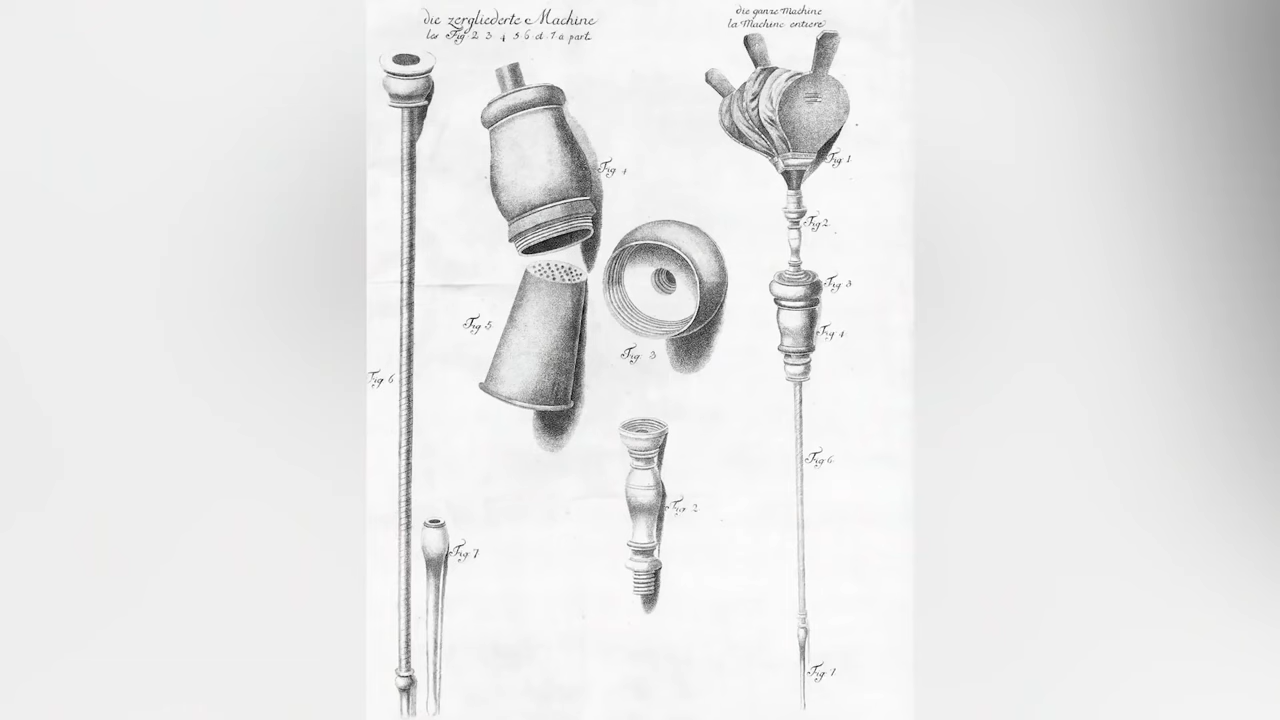 die zergliederte Machine
les Fig 2 3 4 5 6 et 7 a part
die ganze Machine
la Machine entiere
Fig 1
Fig 4
Fig 2
Fig 3
Fig 5
Fig 4
Fig 3
Fig 6
Fig 6
Fig 2
Fig 7
Fig 7